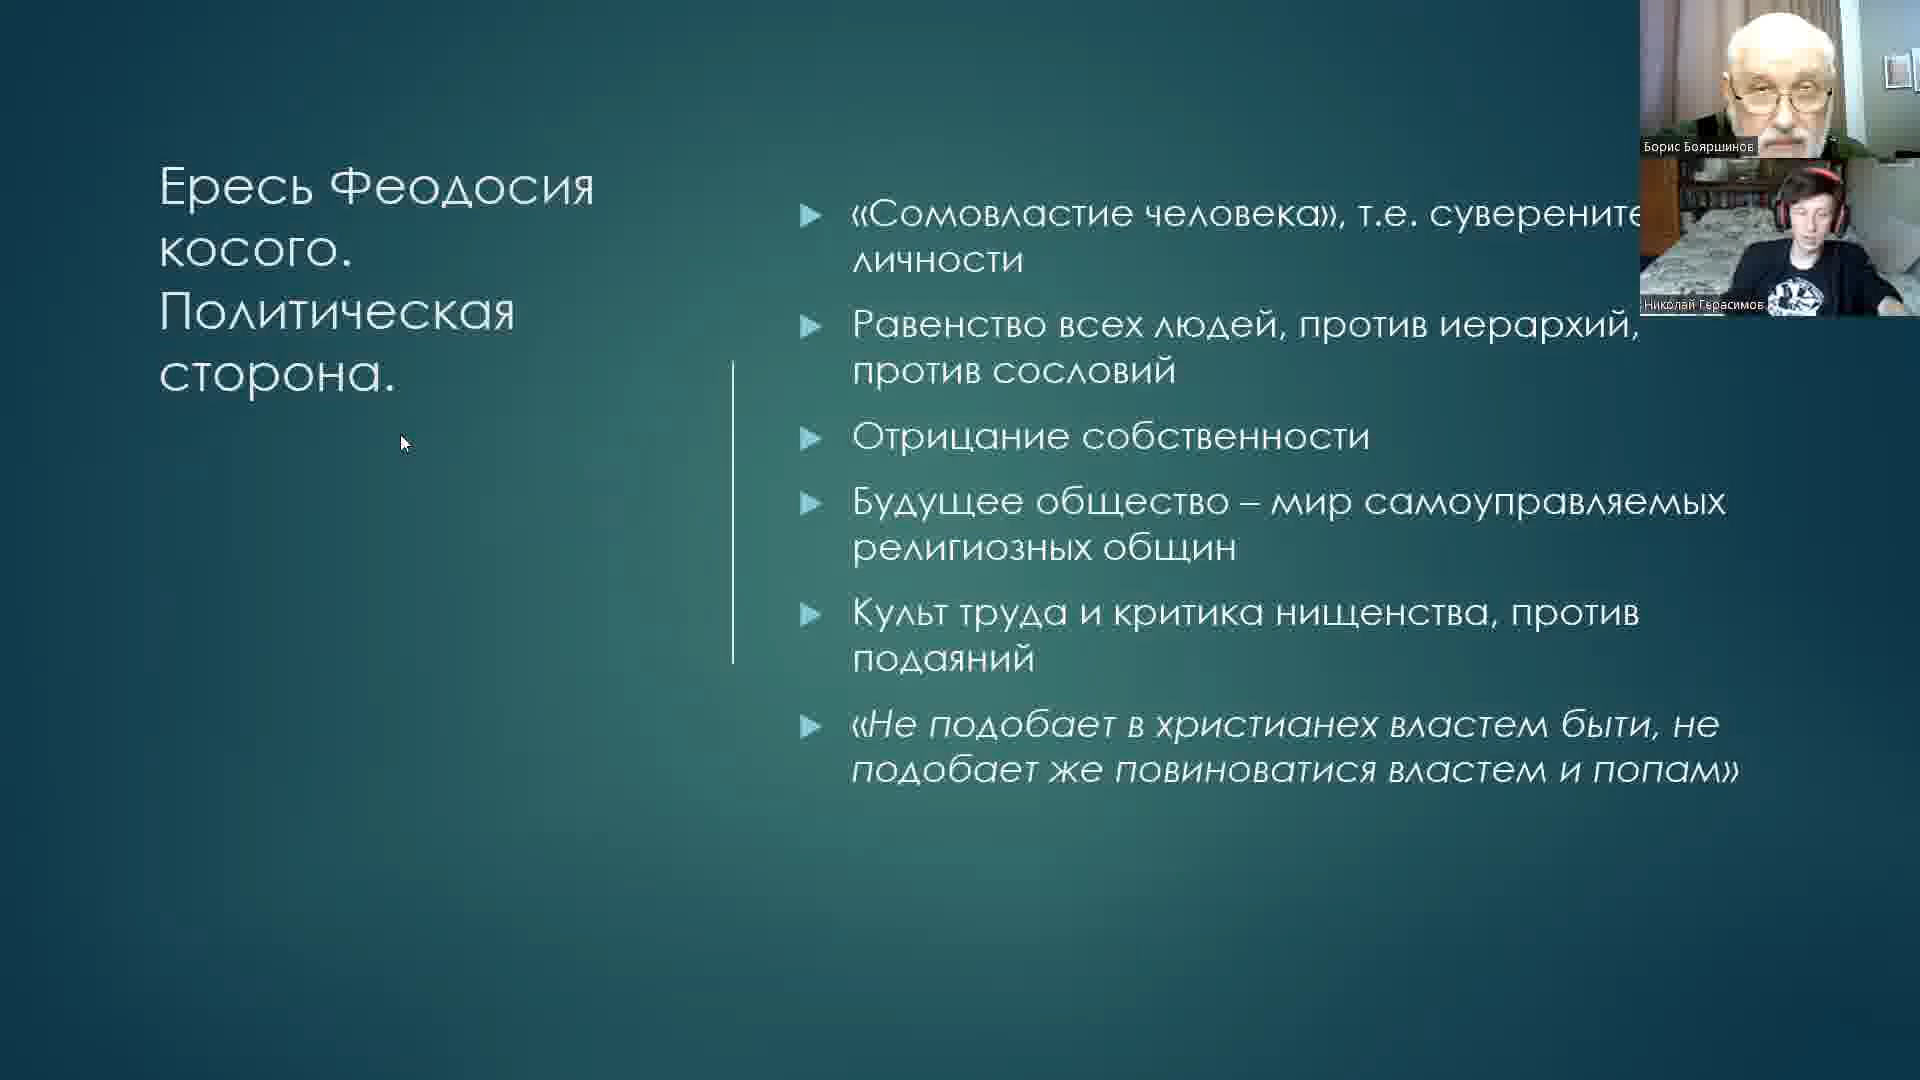 Ересь Феодосия
косого.
Политическая
сторона.
«Сомовластие человека», т.е.
личности
Равенство всех людей, против иерархий,
против сословий
Отрицание собственности
Будущее общество – мир самоуправляемых
религиозных общин
Культ труда и критика нищенства, против
подаяний
«Не подобает в христианех властем быти, не
подобает же повиноватися властем и попам»
Борис Бояршинов
Николай Герасимов